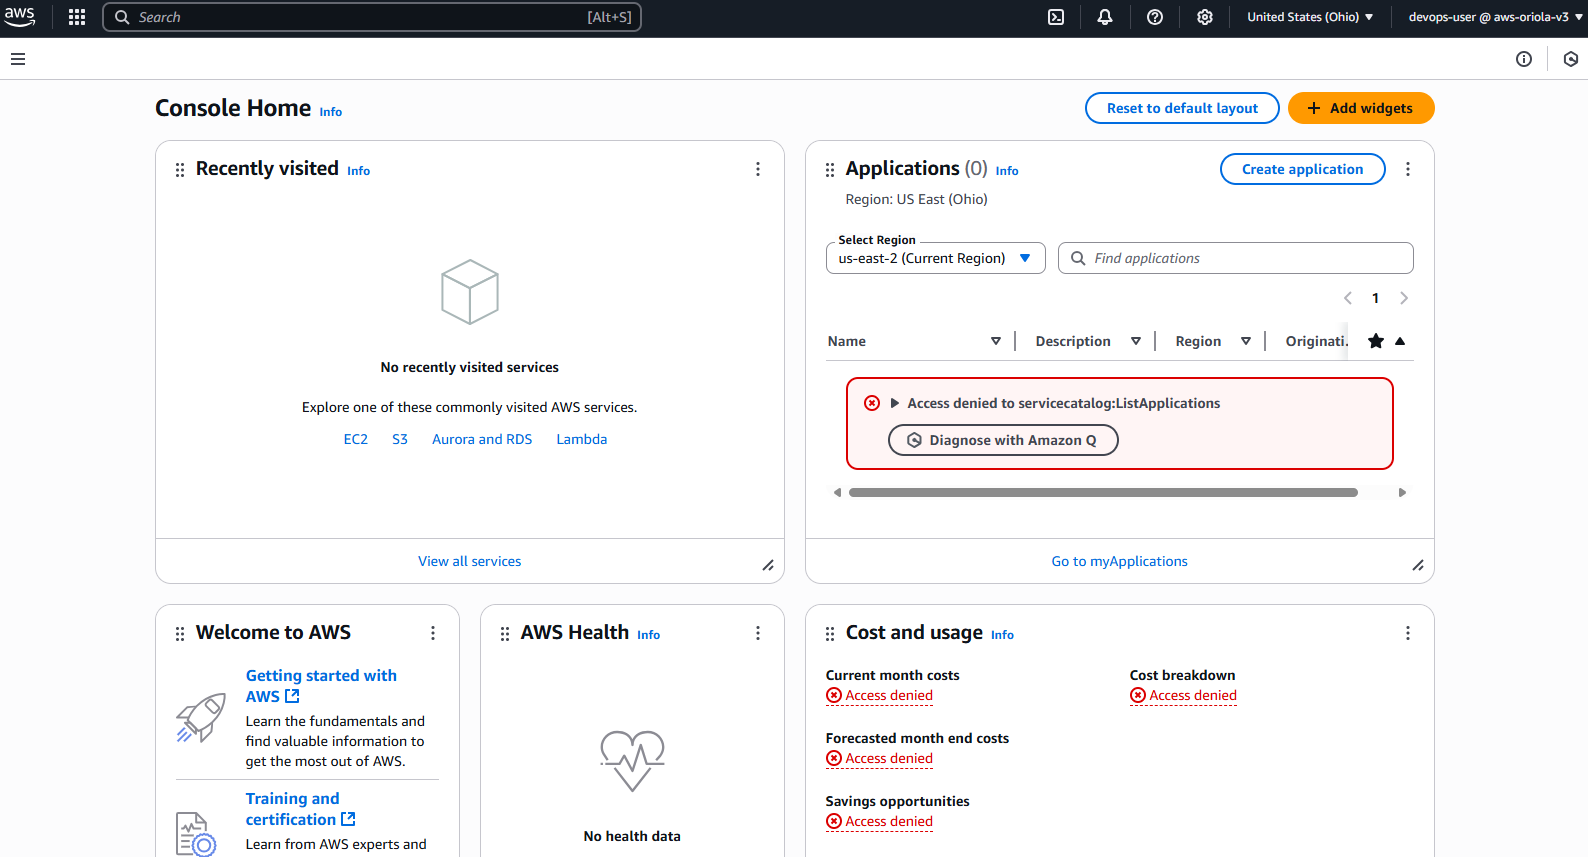 aws
Search [Alt+S]
United States (Ohio)
devops-user @ aws-oriola-v3
Console Home Info
Reset to default layout
Add widgets
Recently visited Info
No recently visited services
Explore one of these commonly visited AWS services.
EC2 S3 Aurora and RDS Lambda
View all services
Applications (0) Info
Create application
Region: US East (Ohio)
Select Region
us-east-2 (Current Region)
Find applications
1
Name Description Region Originati.
Access denied to servicecatalog:ListApplications
Diagnose with Amazon Q
Go to myApplications
Welcome to AWS
Getting started with
AWS
Learn the fundamentals and
find valuable information to
get the most out of AWS.
Training and
certification
Learn from AWS experts and
AWS Health Info
No health data
Cost and usage Info
Current month costs
Access denied
Cost breakdown
Access denied
Forecasted month end costs
Access denied
Savings opportunities
Access denied